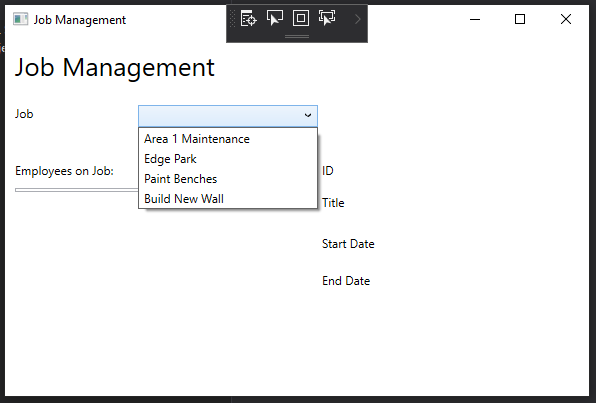 Job Management
Job Management
Job
Area 1 Maintenance
Edge Park
Paint Benches
Build New Wall
Employees on Job:
ID
Title
Start Date
End Date